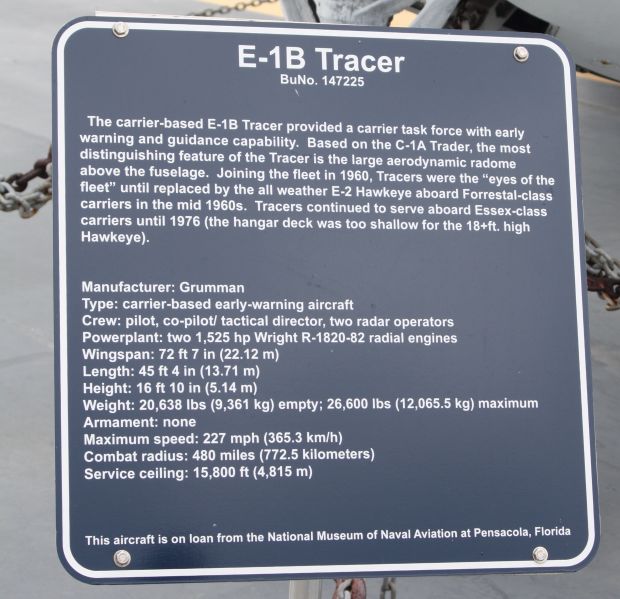 E-1B Tracer
BuNo. 147225
The carrier-based E-1B Tracer provided a carrier task force with early
warning and guidance capability. Based on the C-1A Trader, the most
distinguishing feature of the Tracer is the large aerodynamic radome
above the fuselage. Joining the fleet in 1960, Tracers were the “eyes of the
fleet” until replaced by the all weather E-2 Hawkeye aboard Forrestal-class
carriers in the mid 1960s. Tracers continued to serve aboard Essex-class
carriers until 1976 (the hangar deck was too shallow for the 18+ft. high
Hawkeye).
Manufacturer: Grumman
Type: carrier-based early-warning aircraft
Crew: pilot, co-pilot/ tactical director, two radar operators
Powerplant: two 1,525 hp Wright R-1820-82 radial engines
Wingspan: 72 ft 7 in (22.12 m)
Length: 45 ft 4 in (13.71 m)
Height: 16 ft 10 in (5.14 m)
Weight: 20,638 lbs (9,361 kg) empty; 26,600 lbs (12,065.5 kg) maximum
Armament: none
Maximum speed: 227 mph (365.3 km/h)
Combat radius: 480 miles (772.5 kilometers)
Service ceiling: 15,800 ft (4,815 m)
This aircraft is on loan from the National Museum of Naval Aviation at Pensacola, Florida